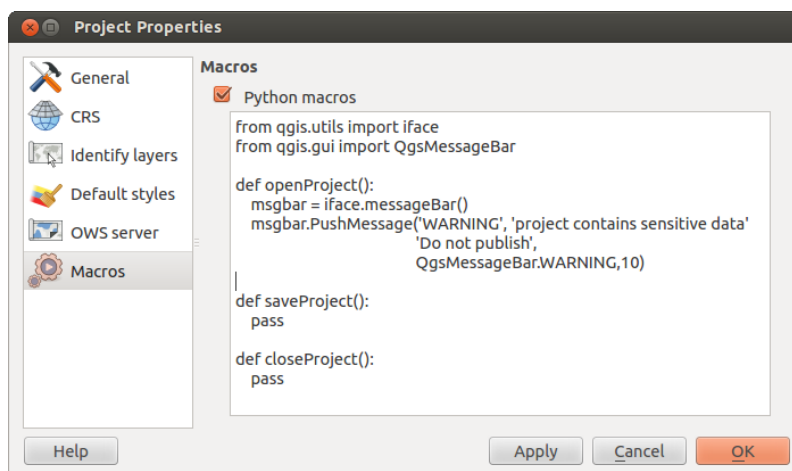 Project Properties
General
CRS
Identify layers
Default styles
OWS server
Macros
Macros
Python macros
from qgis.utils import iface
from qgis.gui import QgsMessageBar
def openProject():
msgbar = iface.messageBar()
msgbar.PushMessage('WARNING', 'project contains sensitive data'
'Do not publish',
QgsMessageBar.WARNING,10)
def saveProject():
pass
def closeProject():
pass
Help
Apply
Cancel
OK